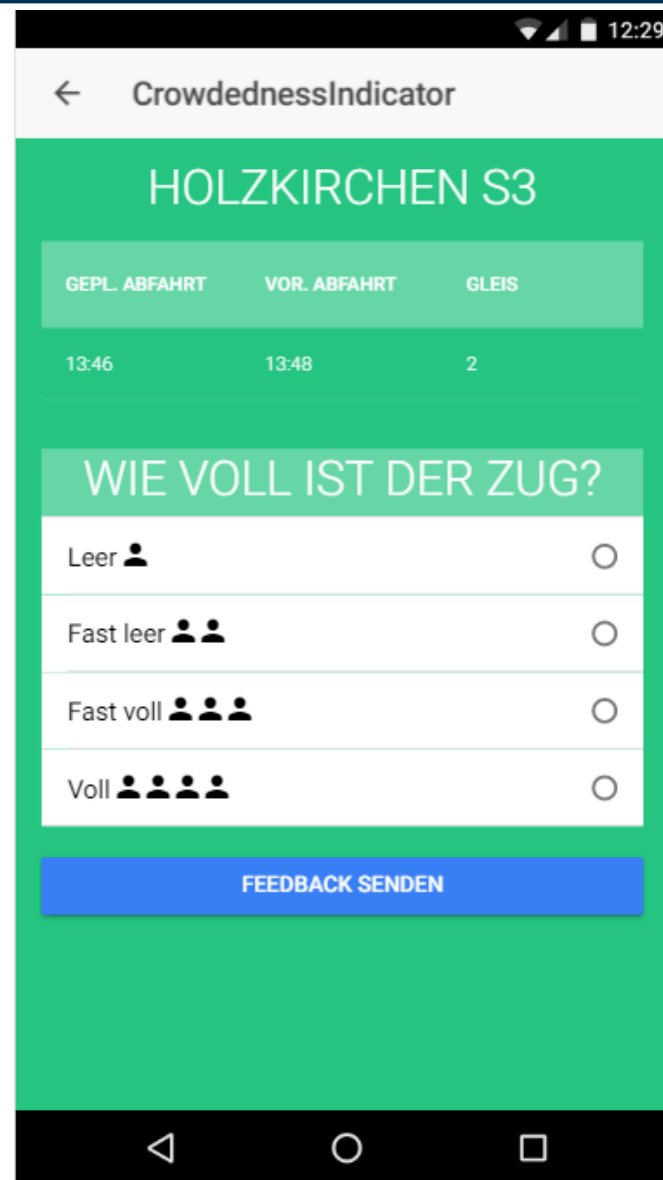 12:29
CrowdednessIndicator
HOLZKIRCHEN S3
GEPL. ABFAHRT VOR. ABFAHRT GLEIS
13:46 13:48 2
WIE VOLL IST DER ZUG?
Leer
Fast leer
Fast voll
Voll
FEEDBACK SENDEN